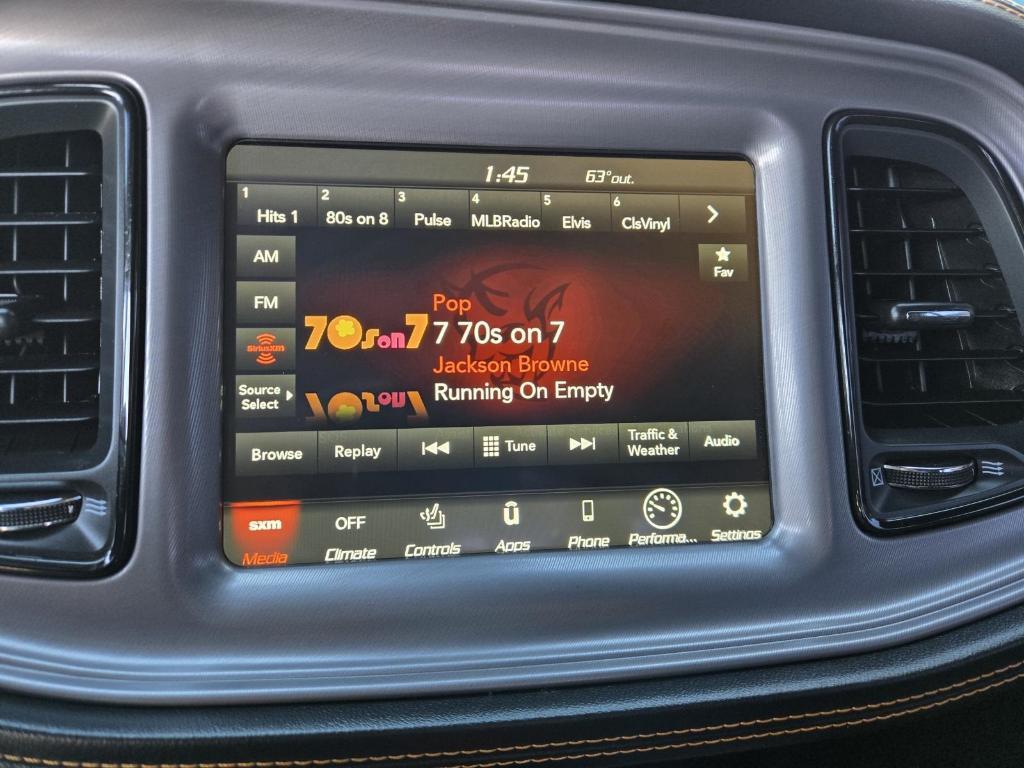 1:45 63° out.
1 2 3 4 5 6
Hits 1 80s on 8 Pulse MLBRadio Elvis ClsVinyl
AM
Fav
FM
Pop
70s on 7
7 70s on 7
SiriusXM
Jackson Browne
Source
Select
Running On Empty
Browse Replay Tune Traffic &
Weather Audio
sxm OFF
Media Climate Controls Apps Phone Performa... Settings